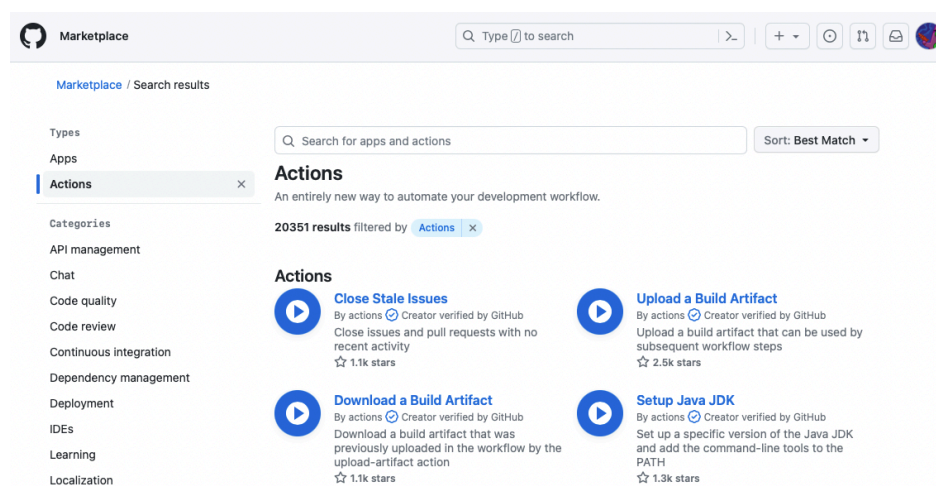 Marketplace
Type / to search
Marketplace / Search results
Types
Apps
Actions
Categories
API management
Chat
Code quality
Code review
Continuous integration
Dependency management
Deployment
IDEs
Learning
Localization
Search for apps and actions
Sort: Best Match
Actions
An entirely new way to automate your development workflow.
20351 results filtered by Actions
Actions
Close Stale Issues
By actions Creator verified by GitHub
Close issues and pull requests with no
recent activity
1.1k stars
Upload a Build Artifact
By actions Creator verified by GitHub
Upload a build artifact that can be used by
subsequent workflow steps
2.5k stars
Download a Build Artifact
By actions Creator verified by GitHub
Download a build artifact that was
previously uploaded in the workflow by the
upload-artifact action
1.1k stars
Setup Java JDK
By actions Creator verified by GitHub
Set up a specific version of the Java JDK
and add the command-line tools to the
PATH
1.3k stars